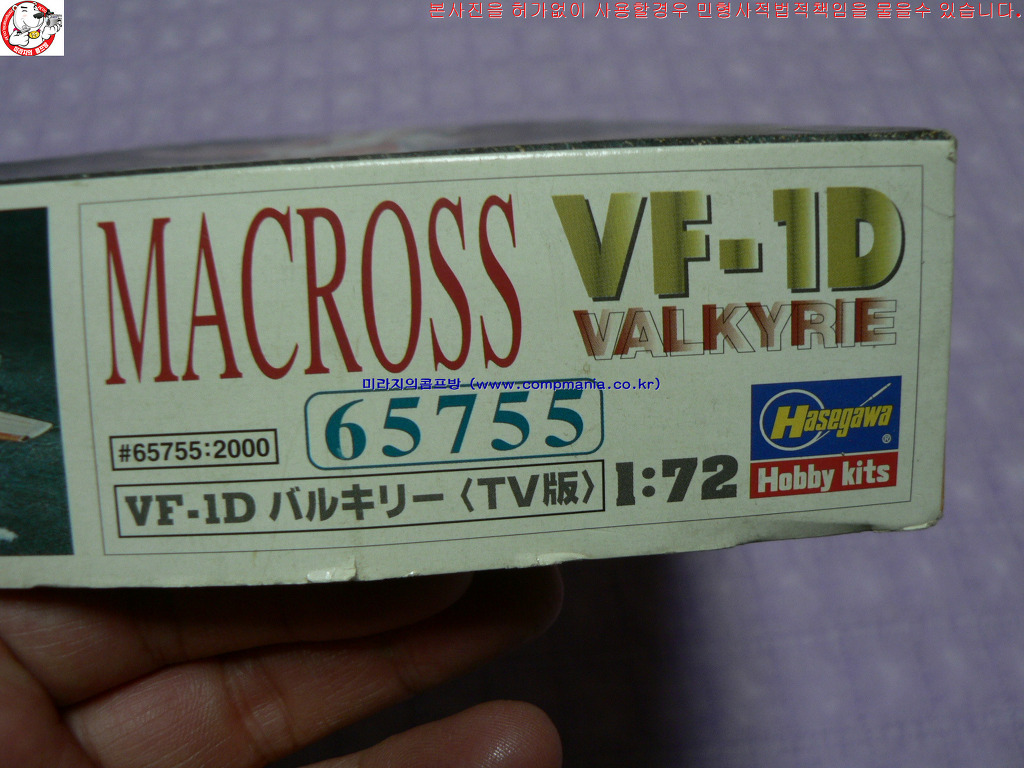 본사진을 허가없이 사용할경우 민형사적법적책임을 물을수 있습니다.
MACROSS
VF-1D
VALKYRIE
미라지의콤프방 (www.compmania.co.kr)
65755
#65755:2000
VF-1D バルキリー〈TV版〉
1:72
Hasegawa ®
Hobby kits